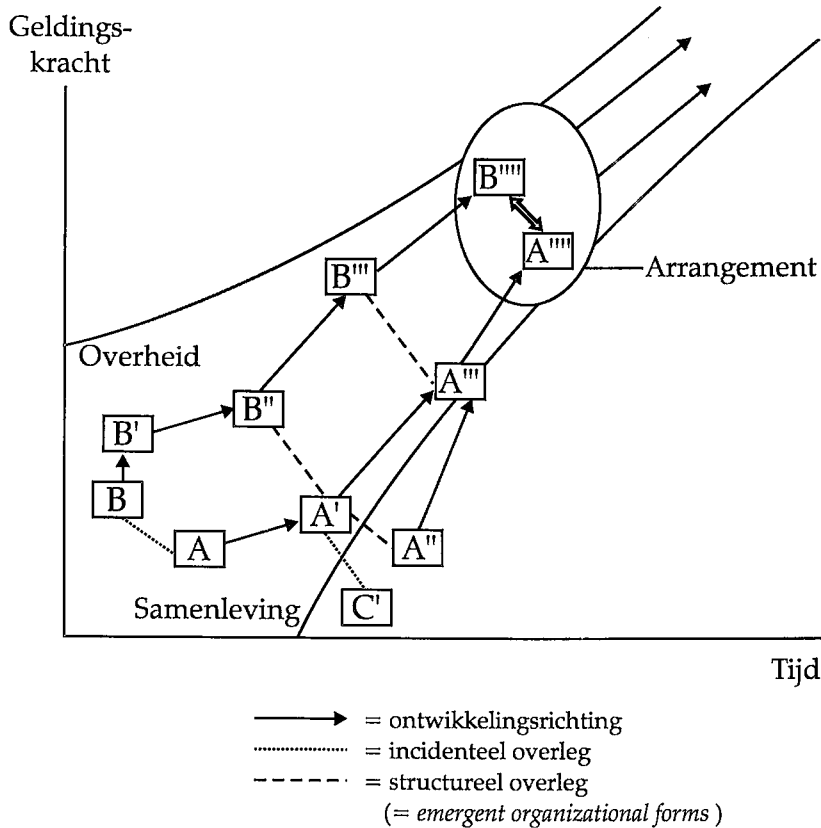 Geldings-
kracht
B''''
A''''
Arrangement
B'''
Overheid
A'''
B''
B'
B
A'
A
A''
Samenleving
C'
Tijd
= ontwikkelingsrichting
= incidenteel overleg
= structureel overleg
(= emergent organizational forms )